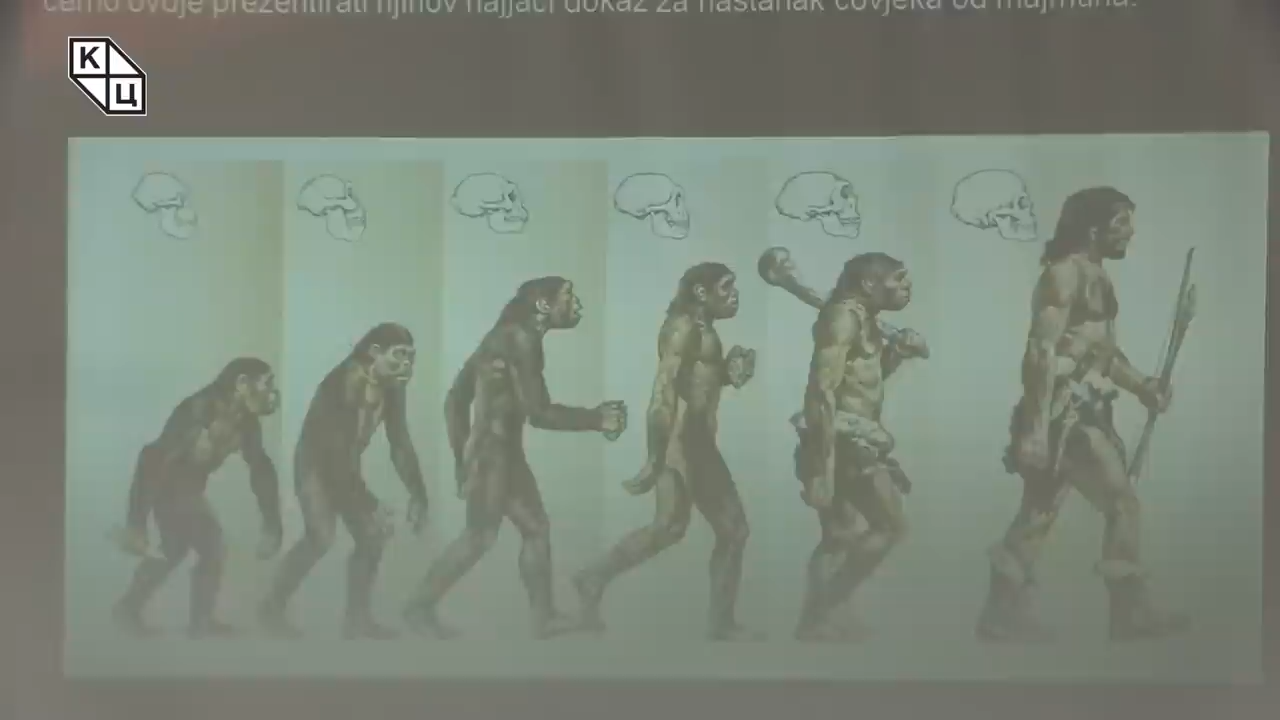 ćemo ovdje prezentirati njihov najjači dokaz za nastanak čovjeka od majmuna:
К
Ц